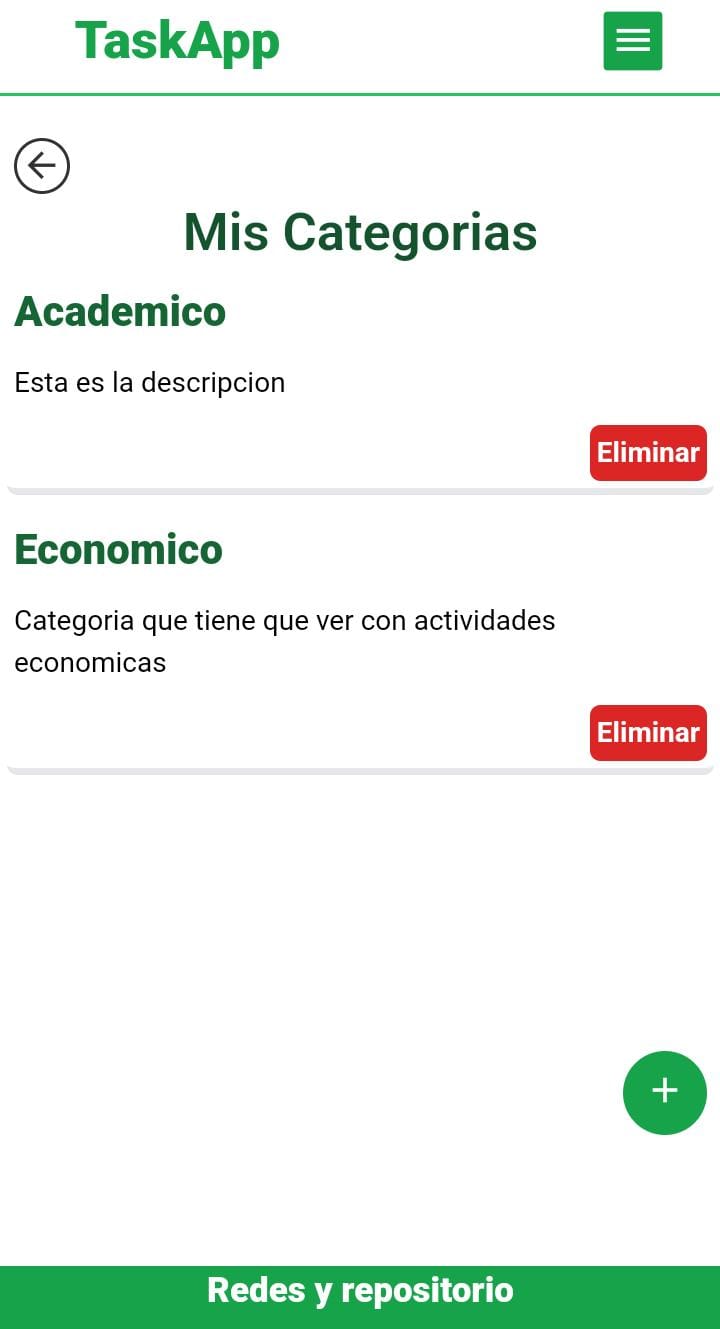 TaskApp
Mis Categorias
Academico
Esta es la descripcion
Eliminar
Economico
Categoria que tiene que ver con actividades
economicas
Eliminar
+
Redes y repositorio